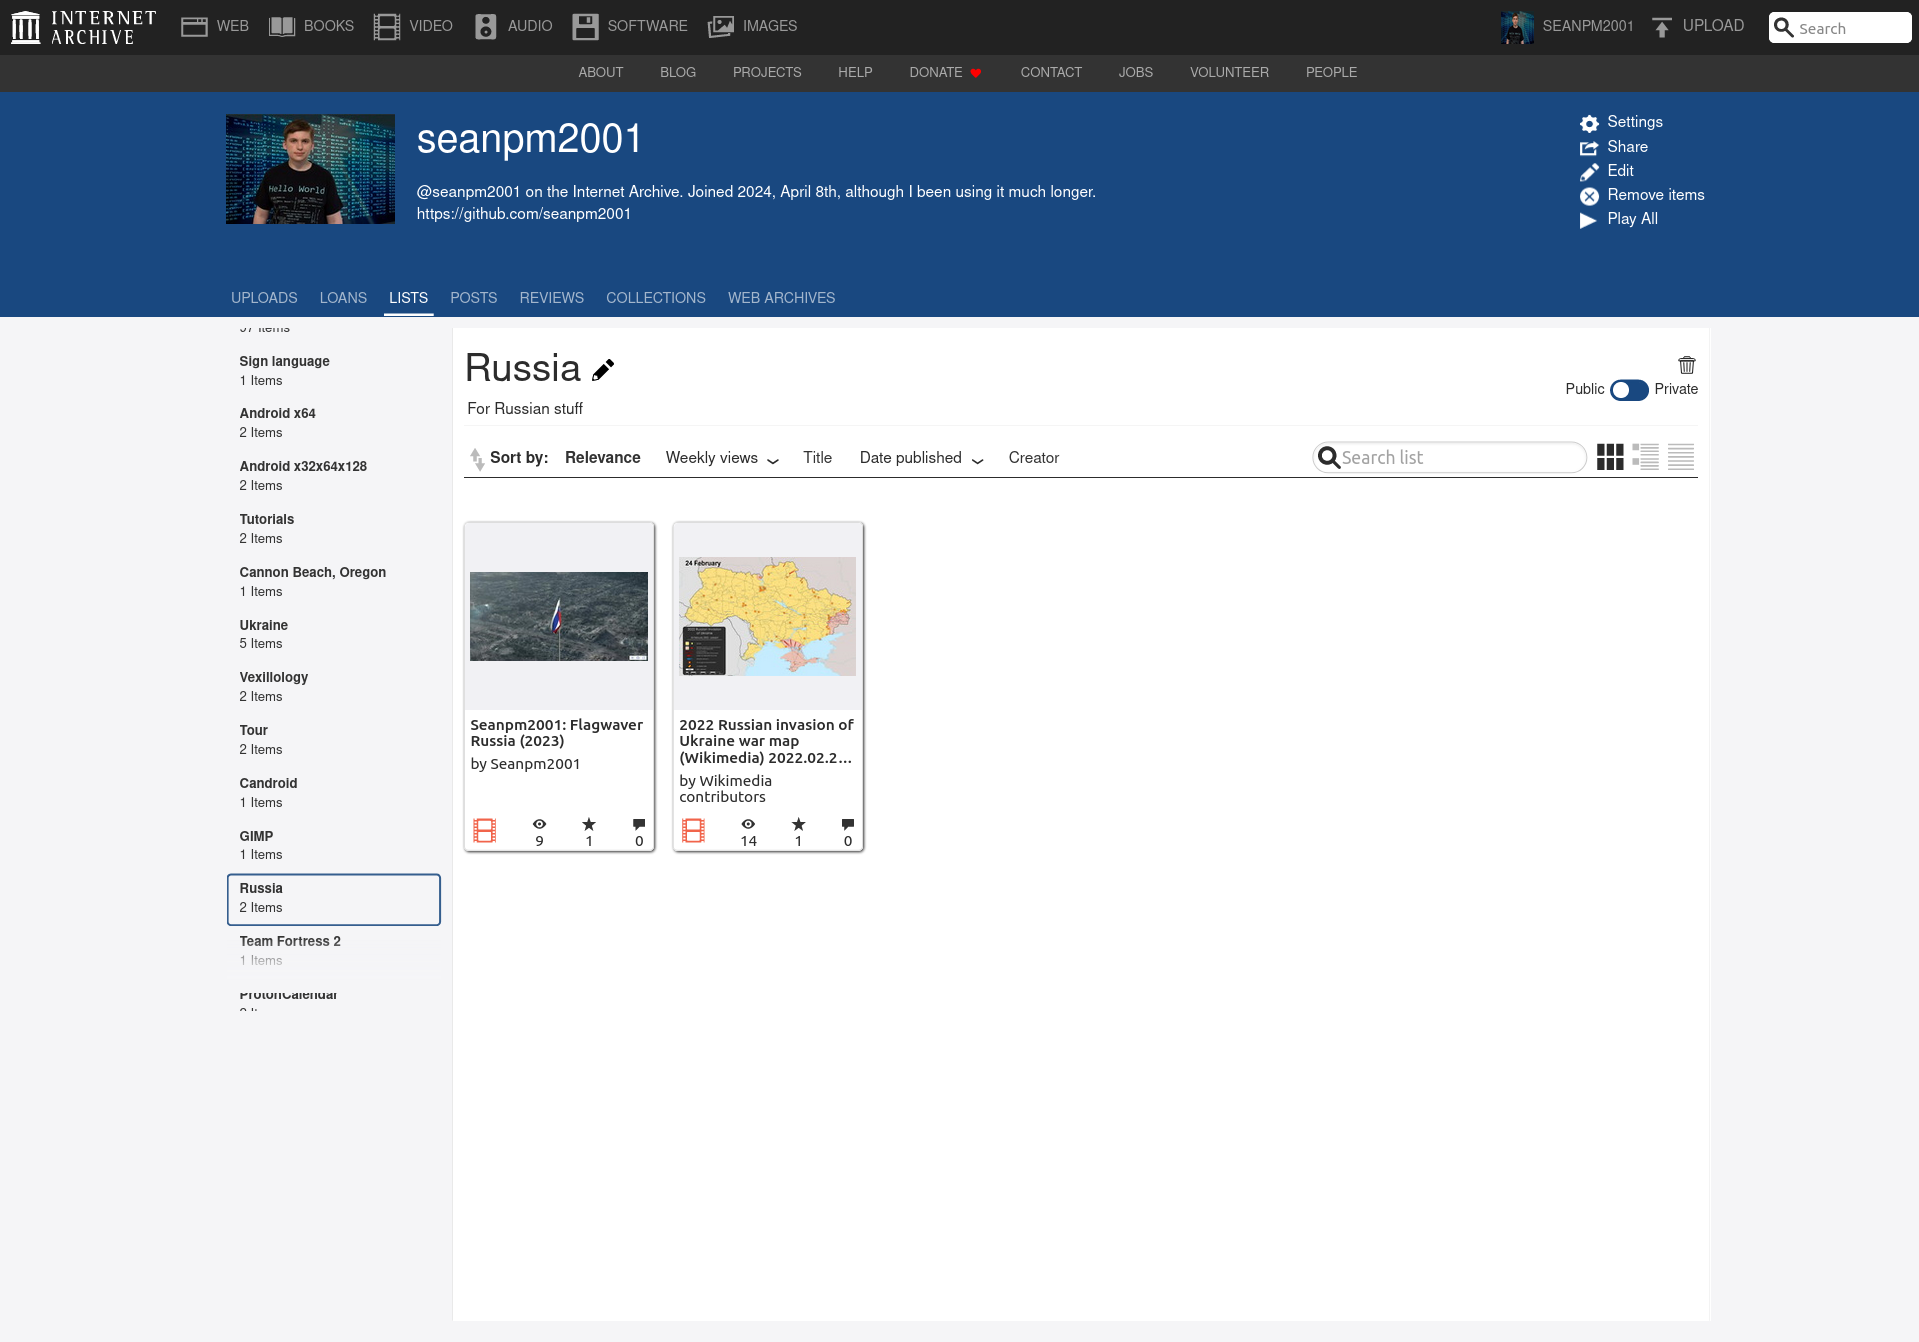 INTERNET
ARCHIVE
WEB
BOOKS
VIDEO
AUDIO
SOFTWARE
IMAGES
SEANPM2001
UPLOAD
Search
ABOUT
BLOG
PROJECTS
HELP
DONATE
CONTACT
JOBS
VOLUNTEER
PEOPLE
Hello World
seanpm2001
@seanpm2001 on the Internet Archive. Joined 2024, April 8th, although I been using it much longer.
https://github.com/seanpm2001
Settings
Share
Edit
Remove items
Play All
UPLOADS
LOANS
LISTS
POSTS
REVIEWS
COLLECTIONS
WEB ARCHIVES
Sign language
1 Items
Android x64
2 Items
Android x32x64x128
2 Items
Tutorials
2 Items
Cannon Beach, Oregon
1 Items
Ukraine
5 Items
Vexillology
2 Items
Tour
2 Items
Candroid
1 Items
GIMP
1 Items
Russia
2 Items
Team Fortress 2
1 Items
ProtonCalendar
Russia
For Russian stuff
Public
Private
Sort by:
Relevance
Weekly views
Title
Date published
Creator
Search list
Seanpm2001: Flagwaver
Russia (2023)
by Seanpm2001
9
1
0
24 February
2022 Russian invasion of
Ukraine war map
(Wikimedia) 2022.02.2...
by Wikimedia
contributors
14
1
0